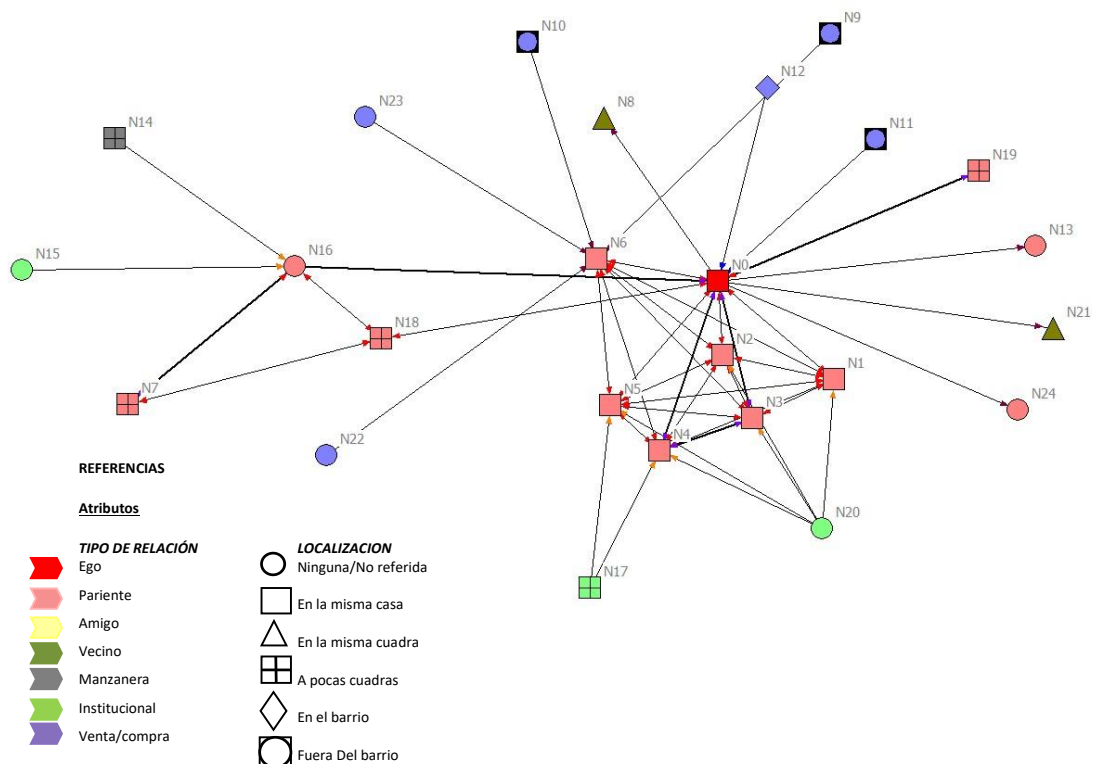 N9
N10
N12
N23
N8
N14
N11
N19
N6
N13
N15
N16
N0
N21
N18
N2
N1
N7
N5
N3
N24
N4
N22
N20
N17
REFERENCIAS
Atributos
TIPO DE RELACIÓN
Ego
Pariente
Amigo
Vecino
Manzanera
Institucional
Venta/compra
LOCALIZACION
Ninguna/No referida
En la misma casa
En la misma cuadra
A pocas cuadras
En el barrio
Fuera Del barrio